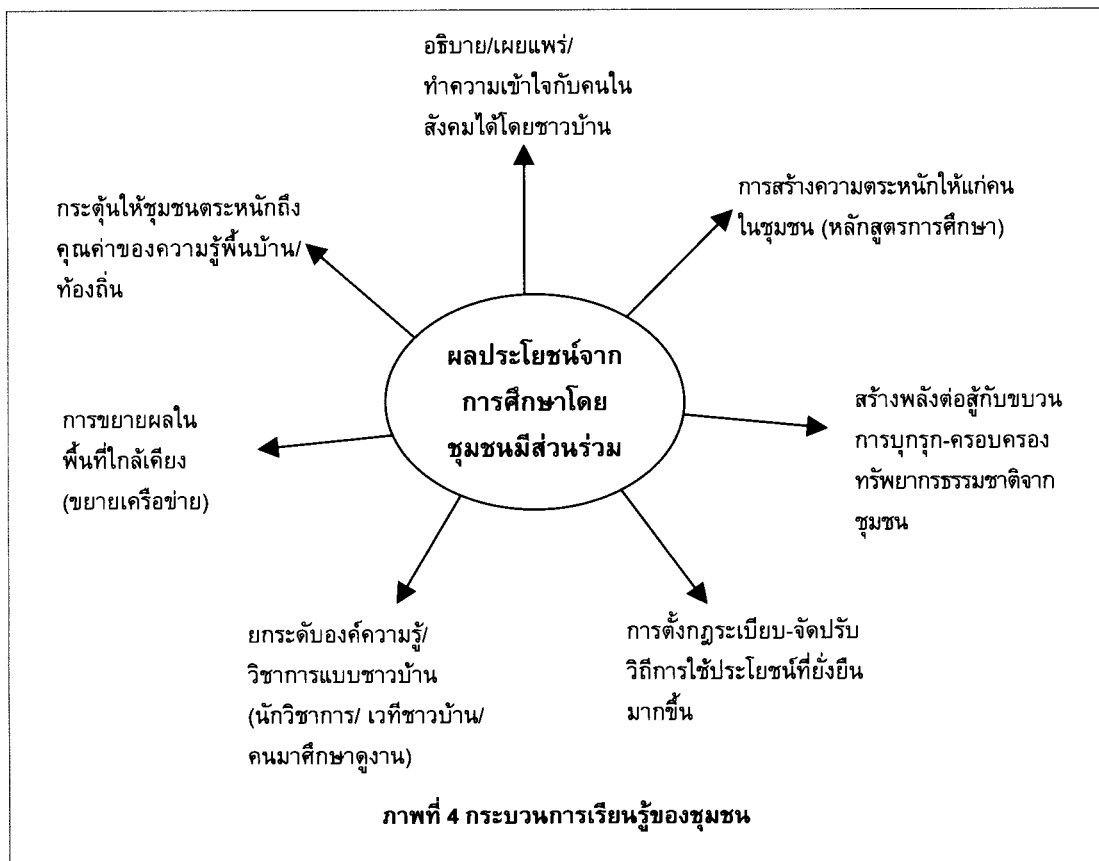 อธิบาย/เผยแพร่/
ทำความเข้าใจกับคนใน
สังคมได้โดยชาวบ้าน
การสร้างความตระหนักให้แก่คน
ในชุมชน (หลักสูตรการศึกษา)
กระตุ้นให้ชุมชนตระหนักถึง
คุณค่าของความรู้พื้นบ้าน/
ท้องถิ่น
ผลประโยชน์จาก
การศึกษาโดย
ชุมชนมีส่วนร่วม
สร้างพลังต่อสู้กับขบวน
การบุกรุก-ครอบครอง
ทรัพยากรธรรมชาติจาก
ชุมชน
การขยายผลใน
พื้นที่ใกล้เคียง
(ขยายเครือข่าย)
ยกระดับองค์ความรู้/
วิชาการแบบชาวบ้าน
(นักวิชาการ/ เวทีชาวบ้าน/
คนมาศึกษาดูงาน)
การตั้งกฎระเบียบ-จัดปรับ
วิถีการใช้ประโยชน์ที่ยั่งยืน
มากขึ้น
ภาพที่ 4 กระบวนการเรียนรู้ของชุมชน